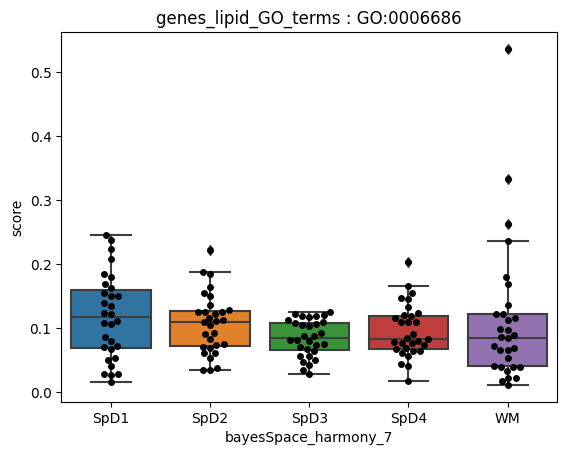 genes_lipid_GO_terms : GO:0006686
0.5
0.4
0.3
0.2
0.1
0.0
score
SpD1 SpD2 SpD3 SpD4 WM
bayesSpace_harmony_7